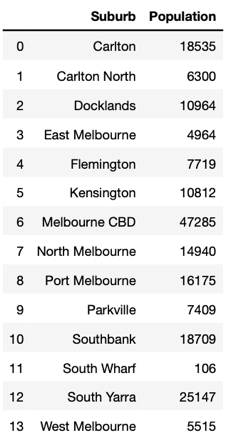 Suburb Population
0 Carlton 18535
1 Carlton North 6300
2 Docklands 10964
3 East Melbourne 4964
4 Flemington 7719
5 Kensington 10812
6 Melbourne CBD 47285
7 North Melbourne 14940
8 Port Melbourne 16175
9 Parkville 7409
10 Southbank 18709
11 South Wharf 106
12 South Yarra 25147
13 West Melbourne 5515